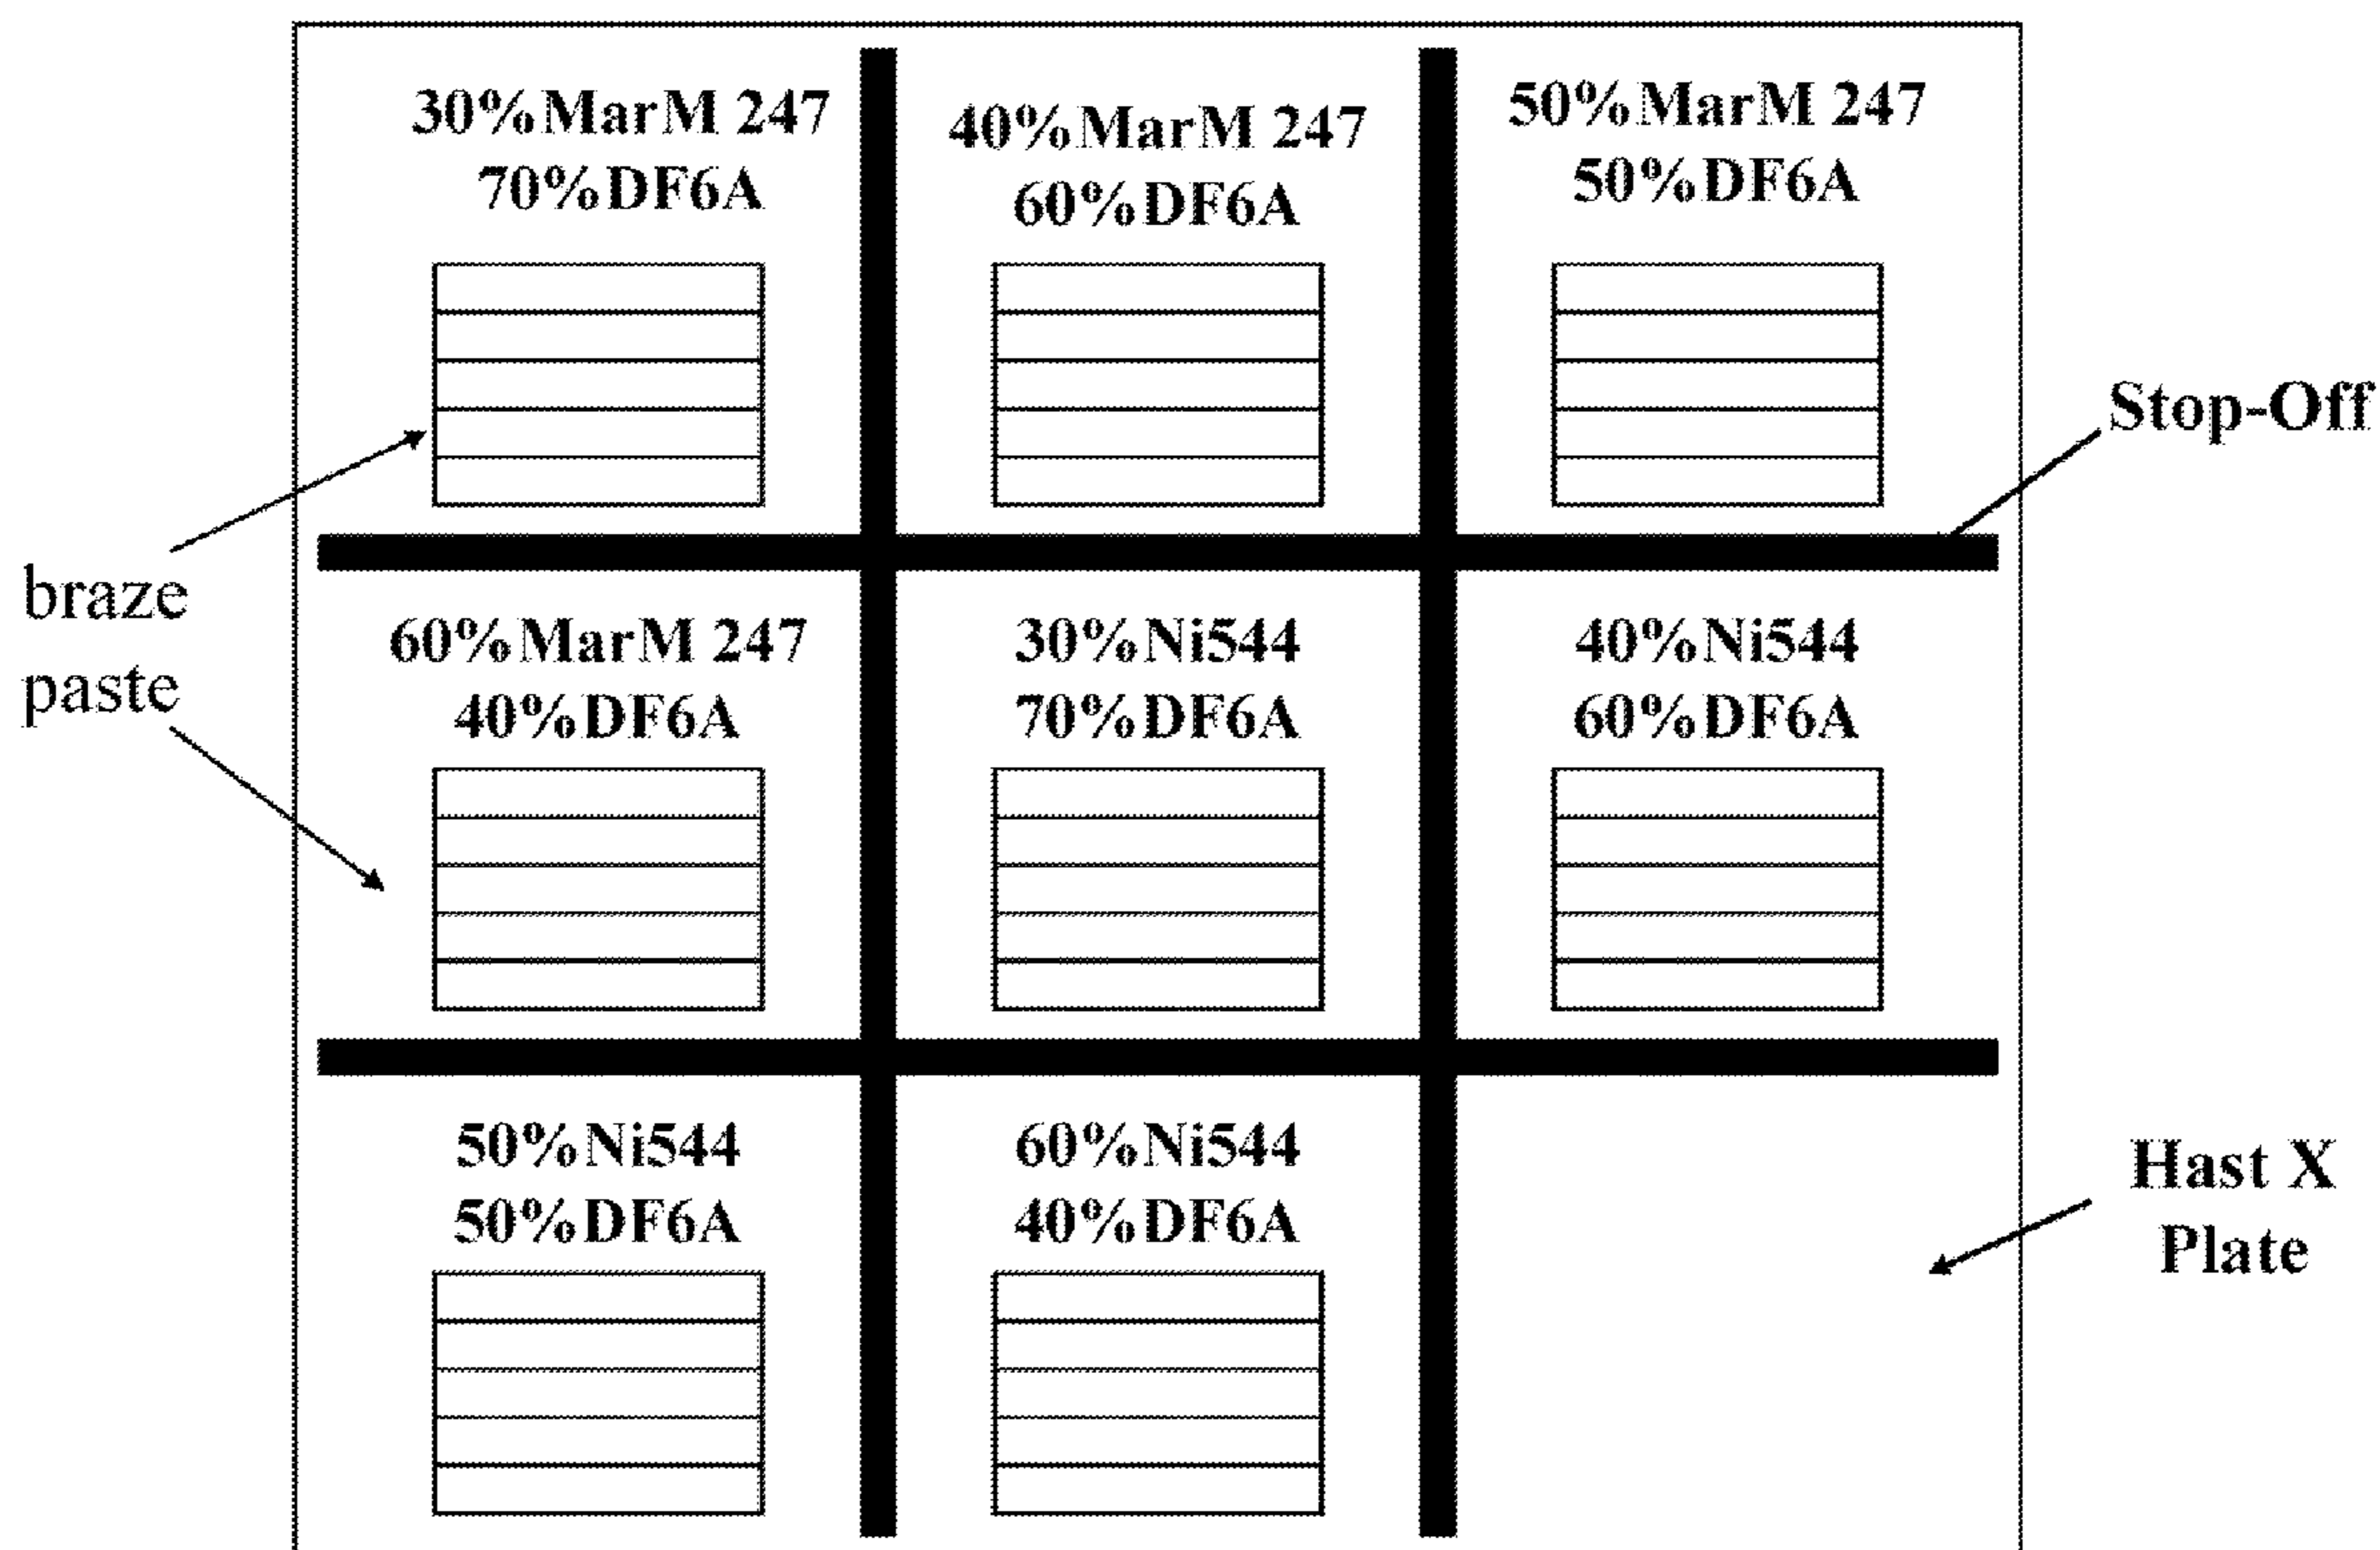 30%MarM 247
70%DF6A
40%MarM 247
60%DF6A
50%MarM 247
50%DF6A
Stop-Off
braze
paste
60%MarM 247
40%DF6A
30%Ni544
70%DF6A
40%Ni544
60%DF6A
50%Ni544
50%DF6A
60%Ni544
40%DF6A
Hast X
Plate